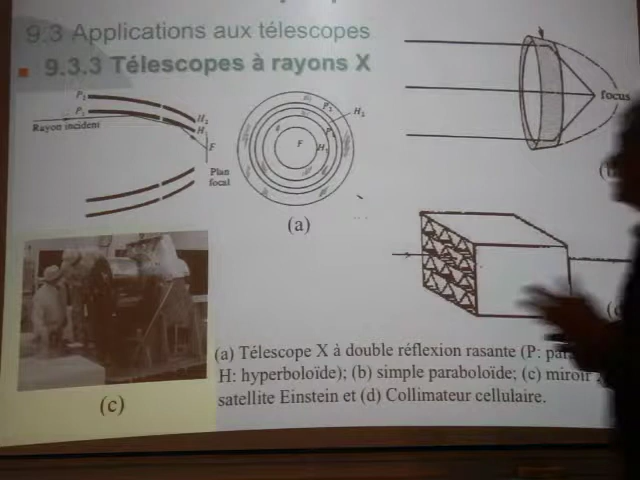 9.3 Applications aux télescopes
9.3.3 Télescopes à rayons X
P₂
P₁
Rayon incident
H₂
H₁
F
Plan
focal
P₂
H₂
F
H₁
(a)
focus
(c)
(a) Télescope X à double réflexion rasante (P:
H: hyperboloïde); (b) simple paraboloïde; (c) miroir
satellite Einstein et (d) Collimateur cellulaire.